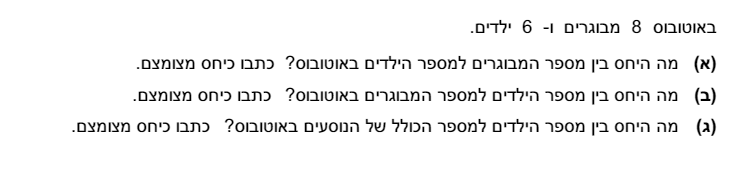 באוטובוס 8 מבוגרים ו- 6 ילדים.
(א) מה היחס בין מספר המבוגרים למספר הילדים באוטובוס? כתבו כיחס מצומצם.
(ב) מה היחס בין מספר הילדים למספר המבוגרים באוטובוס? כתבו כיחס מצומצם.
(ג) מה היחס בין מספר הילדים למספר הכולל של הנוסעים באוטובוס? כתבו כיחס מצומצם.